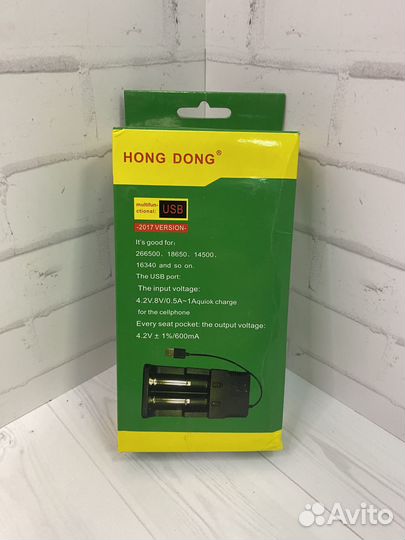 HONG DONG®
multifun-
ctional: USB
-2017 VERSION-
It's good for:
266500、18650、14500、
16340 and so on.
The USB port:
The input voltage:
4.2V.8V/0.5A~1Aquiok charge
for the cellphone
Every seat pocket: the output voltage:
4.2V ± 1%/600mA
Avito